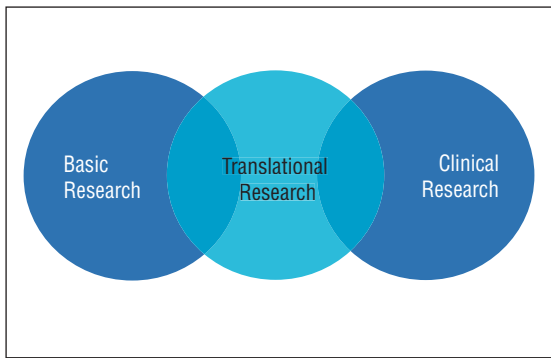 Basic
Research
Translational
Research
Clinical
Research